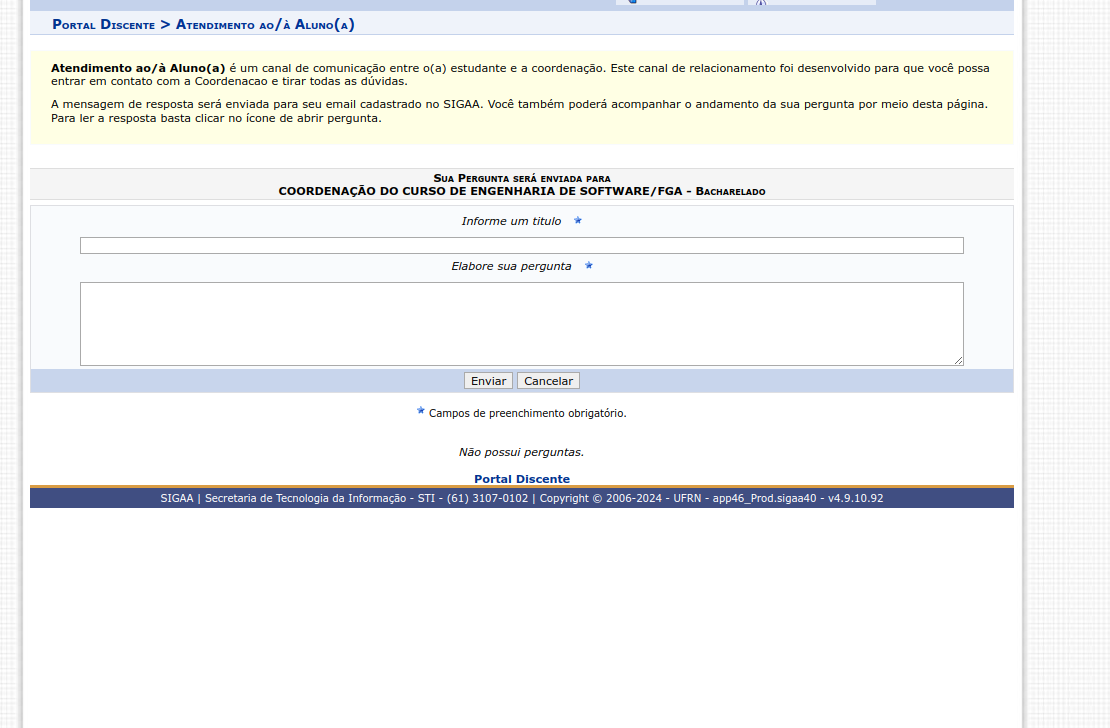 Portal Discente > Atendimento ao/à Aluno(a)
Atendimento ao/à Aluno(a) é um canal de comunicação entre o(a) estudante e a coordenação. Este canal de relacionamento foi desenvolvido para que você possa
entrar em contato com a Coordenacao e tirar todas as dúvidas.
A mensagem de resposta será enviada para seu email cadastrado no SIGAA. Você também poderá acompanhar o andamento da sua pergunta por meio desta página.
Para ler a resposta basta clicar no ícone de abrir pergunta.
Sua Pergunta será enviada para
COORDENAÇÃO DO CURSO DE ENGENHARIA DE SOFTWARE/FGA - Bacharelado
Informe um titulo
Elabore sua pergunta
Enviar Cancelar
Campos de preenchimento obrigatório.
Não possui perguntas.
Portal Discente
SIGAA | Secretaria de Tecnologia da Informação - STI - (61) 3107-0102 | Copyright © 2006-2024 - UFRN - app46_Prod.sigaa40 - v4.9.10.92